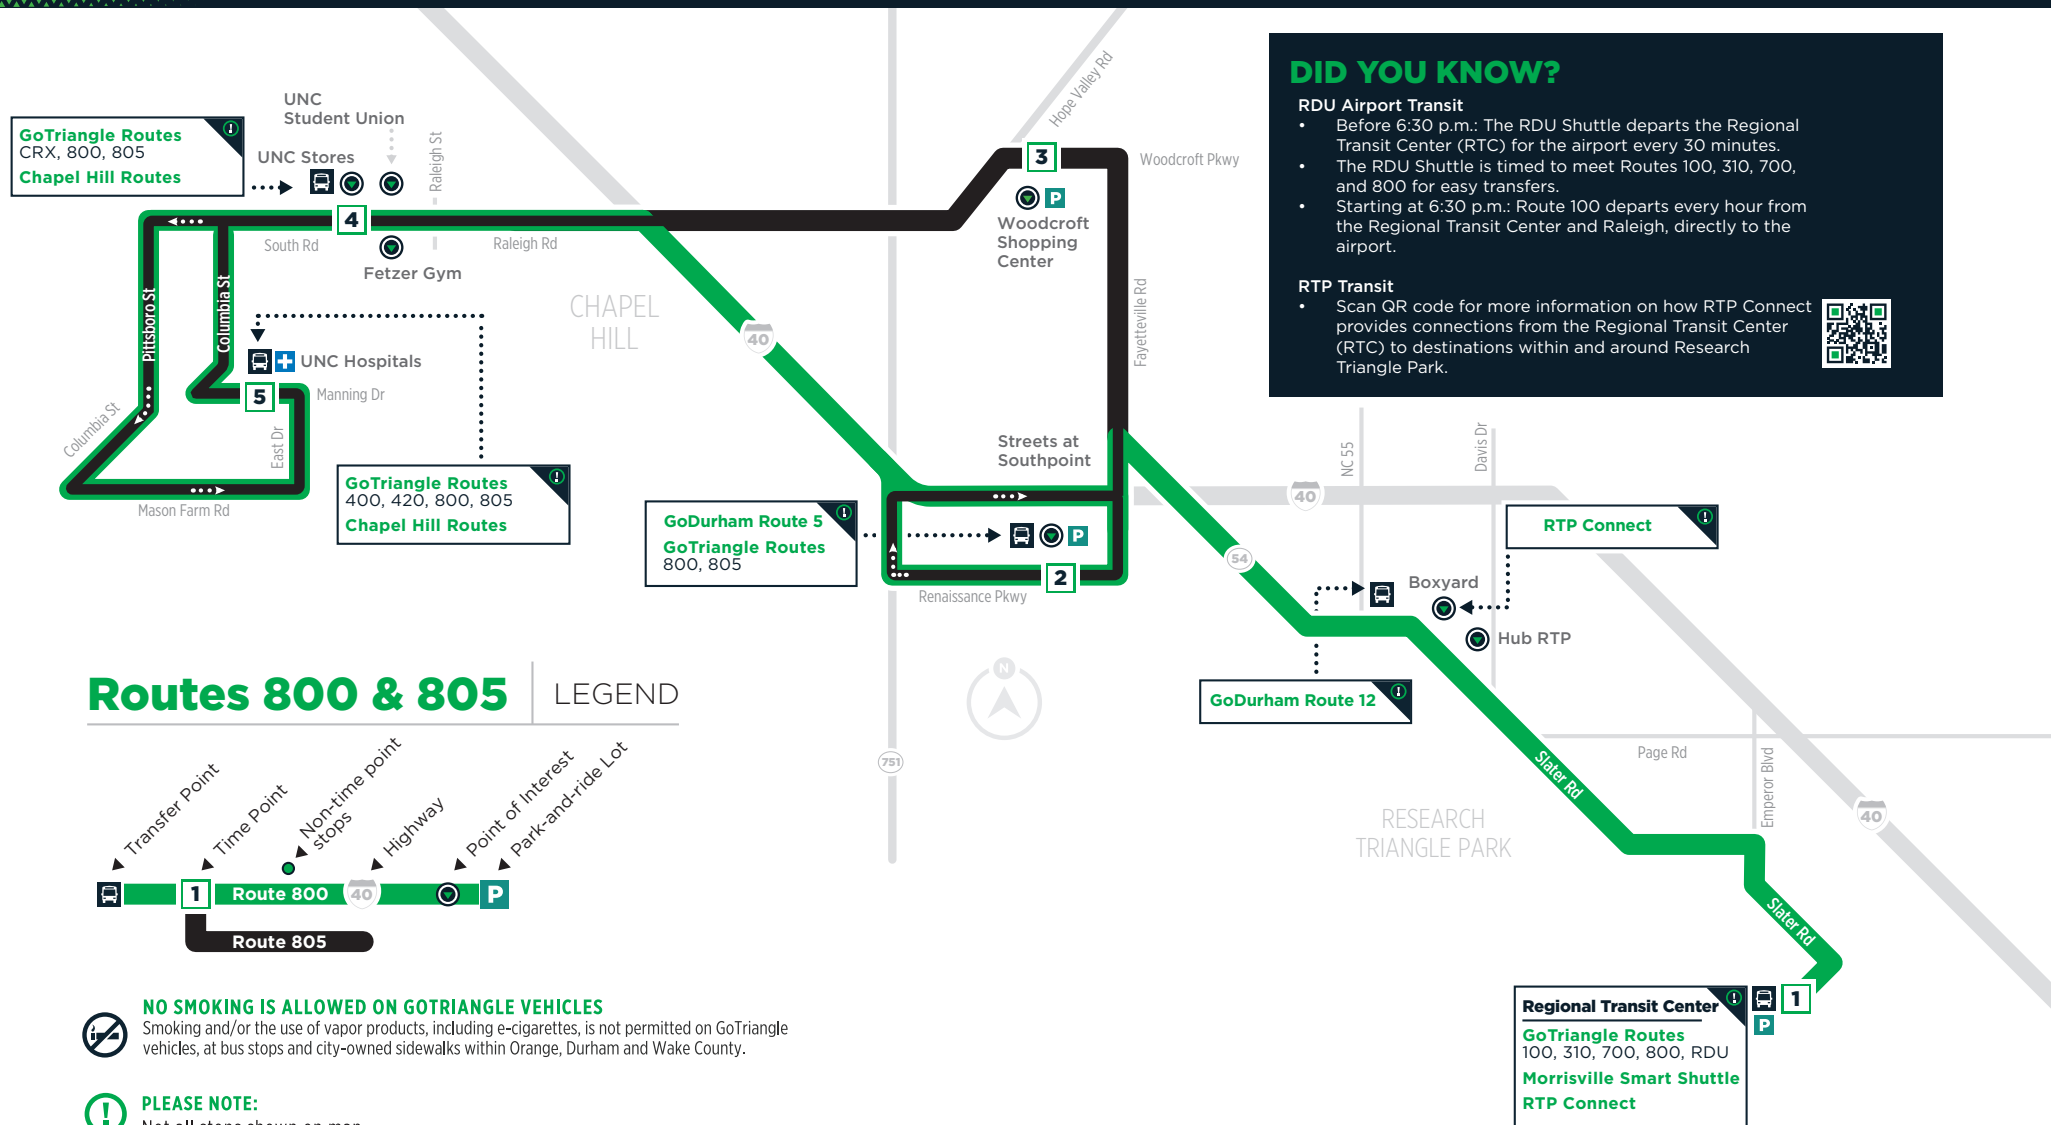 UNC
Student Union
GoTriangle Routes
CRX, 800, 805
Chapel Hill Routes
UNC Stores
Raleigh St
4
South Rd
Raleigh Rd
Fetzer Gym
Pittsboro St
Columbia St
UNC Hospitals
5
Manning Dr
Columbia St
East Dr
Mason Farm Rd
GoTriangle Routes
400, 420, 800, 805
Chapel Hill Routes
CHAPEL
HILL
40
Hope Valley Rd
3
Woodcroft Pkwy
P
Woodcroft
Shopping
Center
Fayetteville Rd
Streets at
Southpoint
GoDurham Route 5
GoTriangle Routes
800, 805
P
2
Renaissance Pkwy
N
751
DID YOU KNOW?
RDU Airport Transit
• Before 6:30 p.m.: The RDU Shuttle departs the Regional
Transit Center (RTC) for the airport every 30 minutes.
• The RDU Shuttle is timed to meet Routes 100, 310, 700,
and 800 for easy transfers.
• Starting at 6:30 p.m.: Route 100 departs every hour from
the Regional Transit Center and Raleigh, directly to the
airport.
RTP Transit
• Scan QR code for more information on how RTP Connect
provides connections from the Regional Transit Center
(RTC) to destinations within and around Research
Triangle Park.
NC 55
Davis Dr
40
54
RTP Connect
Boxyard
Hub RTP
GoDurham Route 12
Page Rd
Slater Rd
Emperor Blvd
40
RESEARCH
TRIANGLE PARK
Slater Rd
1
P
Regional Transit Center
GoTriangle Routes
100, 310, 700, 800, RDU
Morrisville Smart Shuttle
RTP Connect
Routes 800 & 805
LEGEND
Transfer Point
Time Point
Non-time point
stops
Highway
Point of Interest
Park-and-ride Lot
1
Route 800
40
P
Route 805
NO SMOKING IS ALLOWED ON GOTRIANGLE VEHICLES
Smoking and/or the use of vapor products, including e-cigarettes, is not permitted on GoTriangle
vehicles, at bus stops and city-owned sidewalks within Orange, Durham and Wake County.
PLEASE NOTE:
Not all stops shown on map